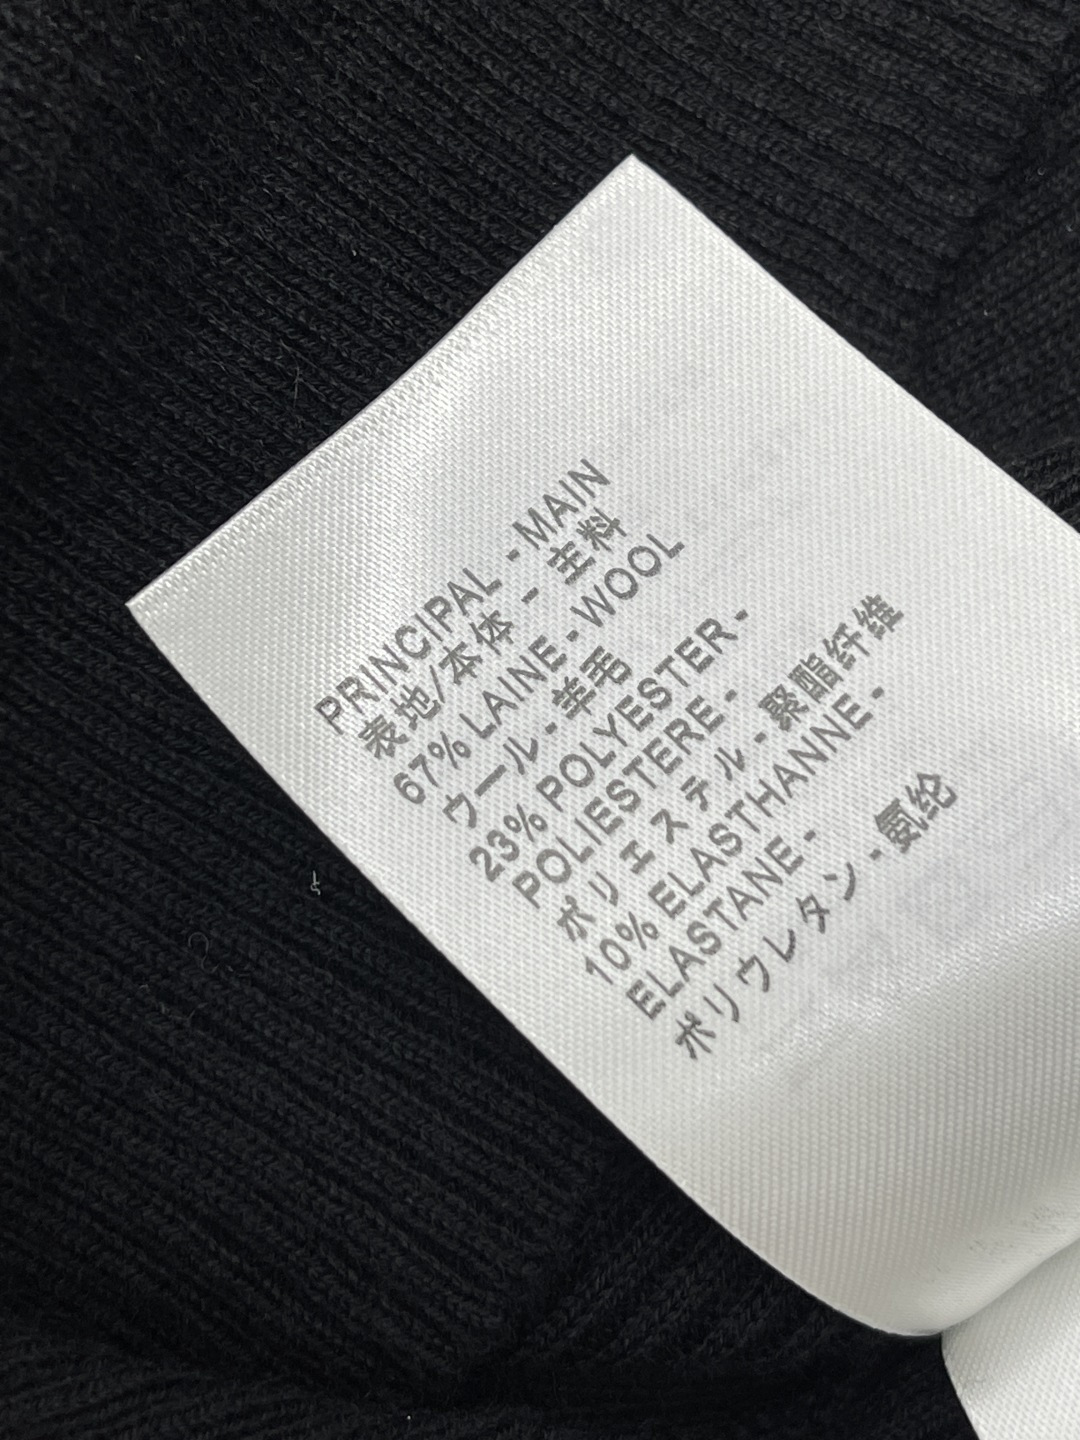 PRINCIPAL - MAIN
表地/本体 - 主料
67% LAINE - WOOL
ウール - 羊毛
23% POLYESTER -
POLIESTERE -
ポリエステル - 聚酯纤维
10% ELASTHANNE -
ELASTANE -
ポリウレタン - 氨纶